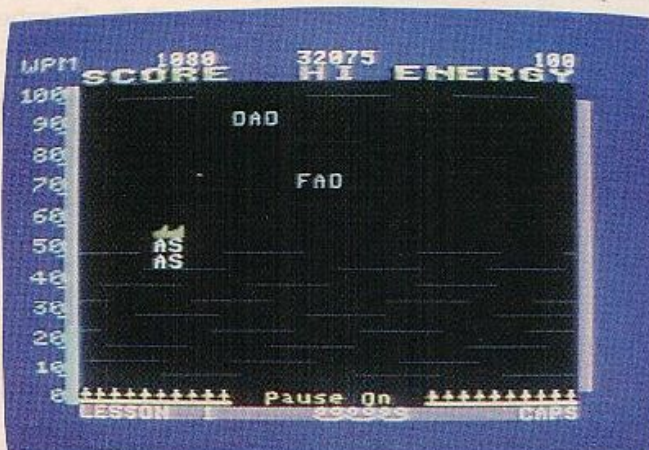 WPM 1080 32075 100
SCORE HI ENERGY
100
90
DAD
80
70
FAD
60
50
AS
40
AS
30
20
10
0
Pause On
LESSON 1
CAPS